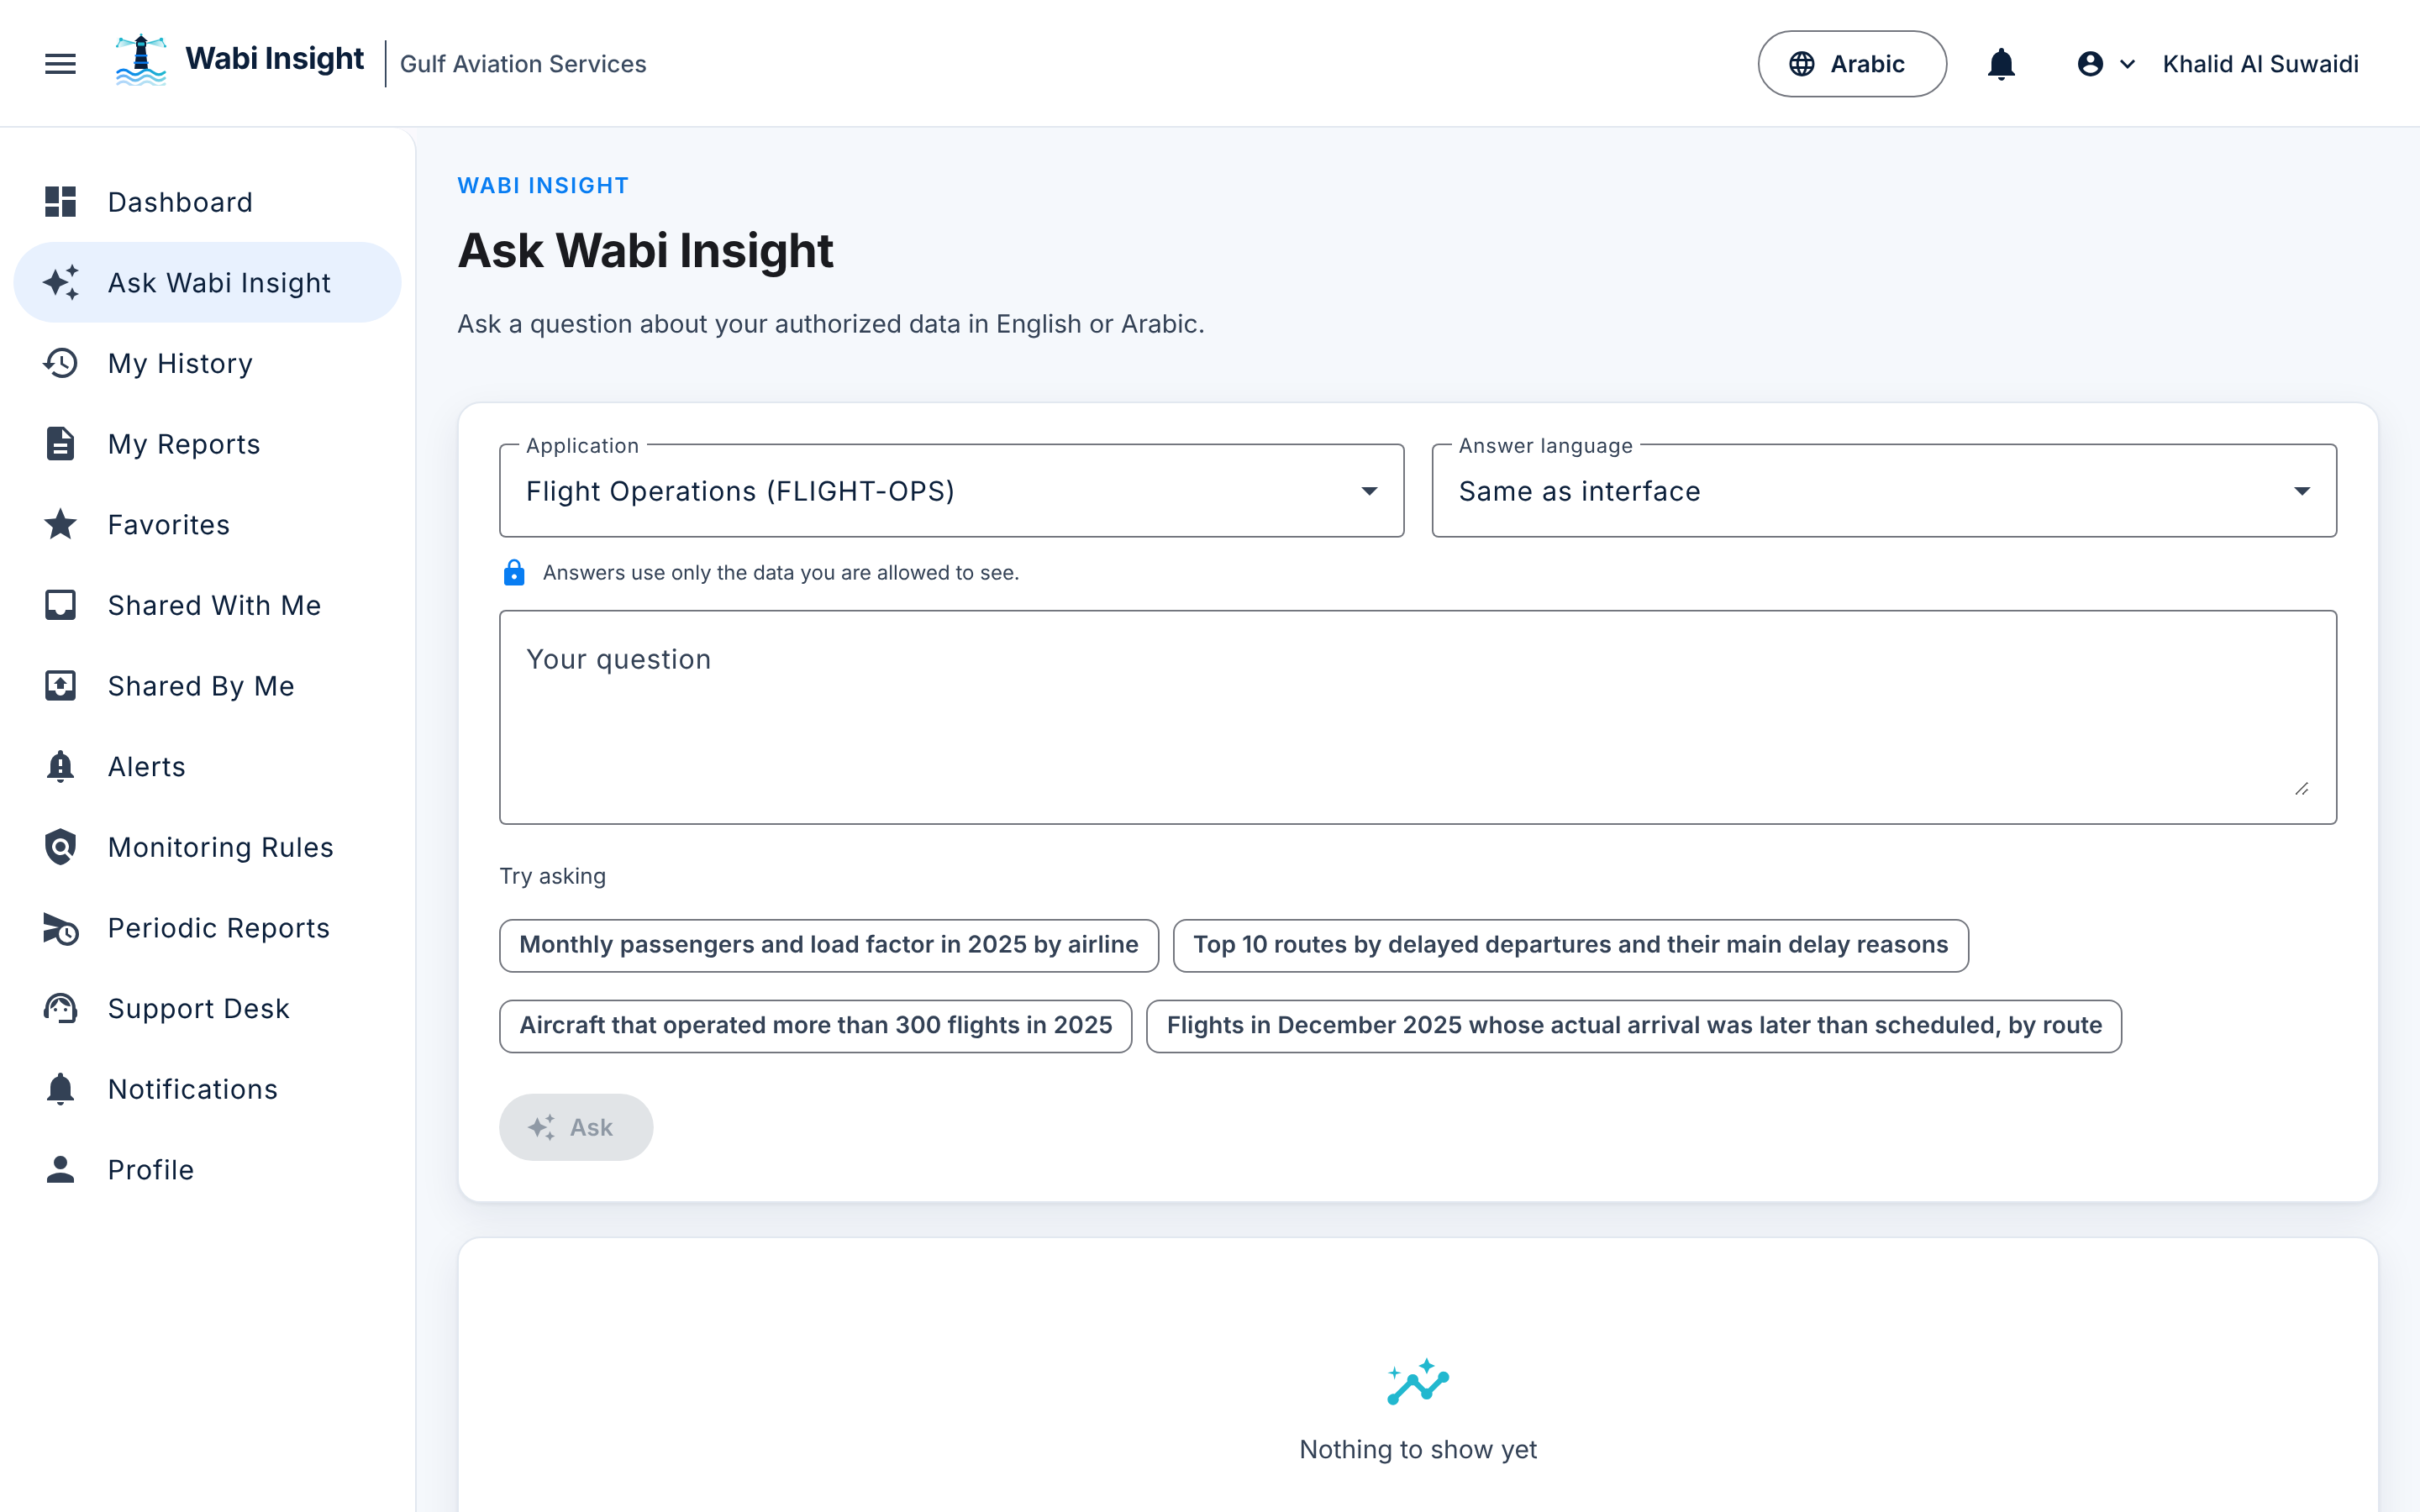 Wabi Insight
Gulf Aviation Services
Arabic
Khalid Al Suwaidi
Dashboard
Ask Wabi Insight
My History
My Reports
Favorites
Shared With Me
Shared By Me
Alerts
Monitoring Rules
Periodic Reports
Support Desk
Notifications
Profile
WABI INSIGHT
Ask Wabi Insight
Ask a question about your authorized data in English or Arabic.
Application
Flight Operations (FLIGHT-OPS)
Answer language
Same as interface
Answers use only the data you are allowed to see.
Your question
Try asking
Monthly passengers and load factor in 2025 by airline
Top 10 routes by delayed departures and their main delay reasons
Aircraft that operated more than 300 flights in 2025
Flights in December 2025 whose actual arrival was later than scheduled, by route
Ask
Nothing to show yet